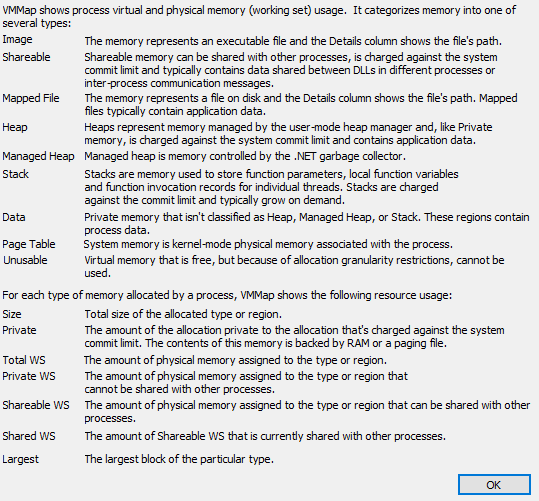 VMMap shows process virtual and physical memory (working set) usage.  It categorizes memory into one of
several types:
Image The memory represents an executable file and the Details column shows the file's path.
Shareable Shareable memory can be shared with other processes, is charged against the system
commit limit and typically contains data shared between DLLs in different processes or
inter-process communication messages.
Mapped File The memory represents a file on disk and the Details column shows the file's path. Mapped
files typically contain application data.
Heap Heaps represent memory managed by the user-mode heap manager and, like Private
memory, is charged against the system commit limit and contains application data.
Managed Heap Managed heap is memory controlled by the .NET garbage collector.
Stack Stacks are memory used to store function parameters, local function variables
and function invocation records for individual threads. Stacks are charged
against the commit limit and typically grow on demand.
Data Private memory that isn't classified as Heap, Managed Heap, or Stack. These regions contain
process data.
Page Table System memory is kernel-mode physical memory associated with the process.
Unusable Virtual memory that is free, but because of allocation granularity restrictions, cannot be
used.
For each type of memory allocated by a process, VMMap shows the following resource usage:
Size Total size of the allocated type or region.
Private The amount of the allocation private to the allocation that's charged against the system
commit limit. The contents of this memory is backed by RAM or a paging file.
Total WS The amount of physical memory assigned to the type or region.
Private WS The amount of physical memory assigned to the type or region that
cannot be shared with other processes.
Shareable WS The amount of physical memory assigned to the type or region that can be shared with other
processes.
Shared WS The amount of Shareable WS that is currently shared with other processes.
Largest The largest block of the particular type.
OK